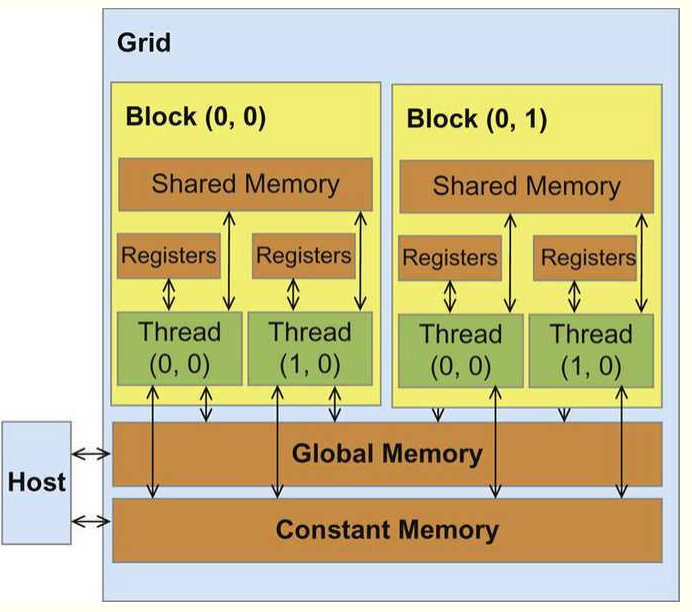 Grid
Block (0, 0)
Shared Memory
Registers
Registers
Thread
(0, 0)
Thread
(1, 0)
Block (0, 1)
Shared Memory
Registers
Registers
Thread
(0, 0)
Thread
(1, 0)
Host
Global Memory
Constant Memory